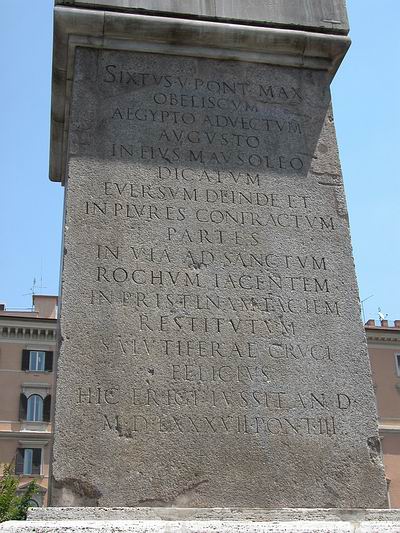 SIXTVS V PONT MAX
OBELISCVM
AEGYPTO ADVECTVM
AVGVSTO
IN EIVS MAVSOLEO
DICATVM
EVERSVM DEINDE ET
IN PLVRES CONFRACTVM
PARTES
IN VIA AD SANCTVM
ROCHVM IACENTEM
IN PRISTINAM FACIEM
RESTITVTVM
SALVTIFERAE CRVCI
FELICIVS
HIC ERIGI IVSSIT AN D
M D LXXXVII PONT III